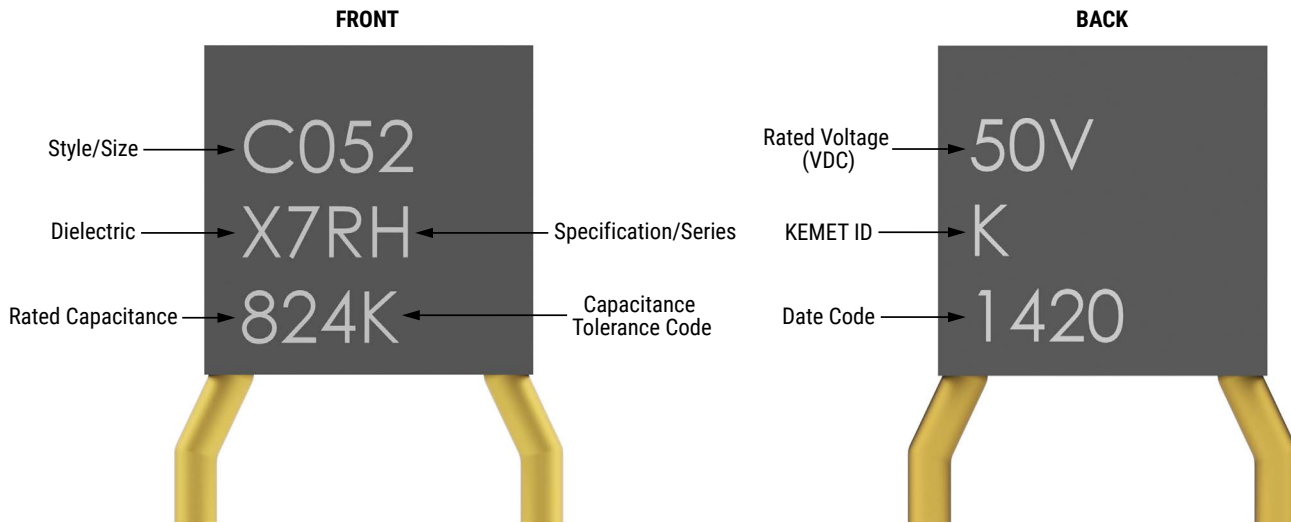 FRONT
C052
X7RH
824K
Style/Size
Dielectric
Rated Capacitance
Specification/Series
Capacitance
Tolerance Code
BACK
50V
K
1420
Rated Voltage
(VDC)
KEMET ID
Date Code